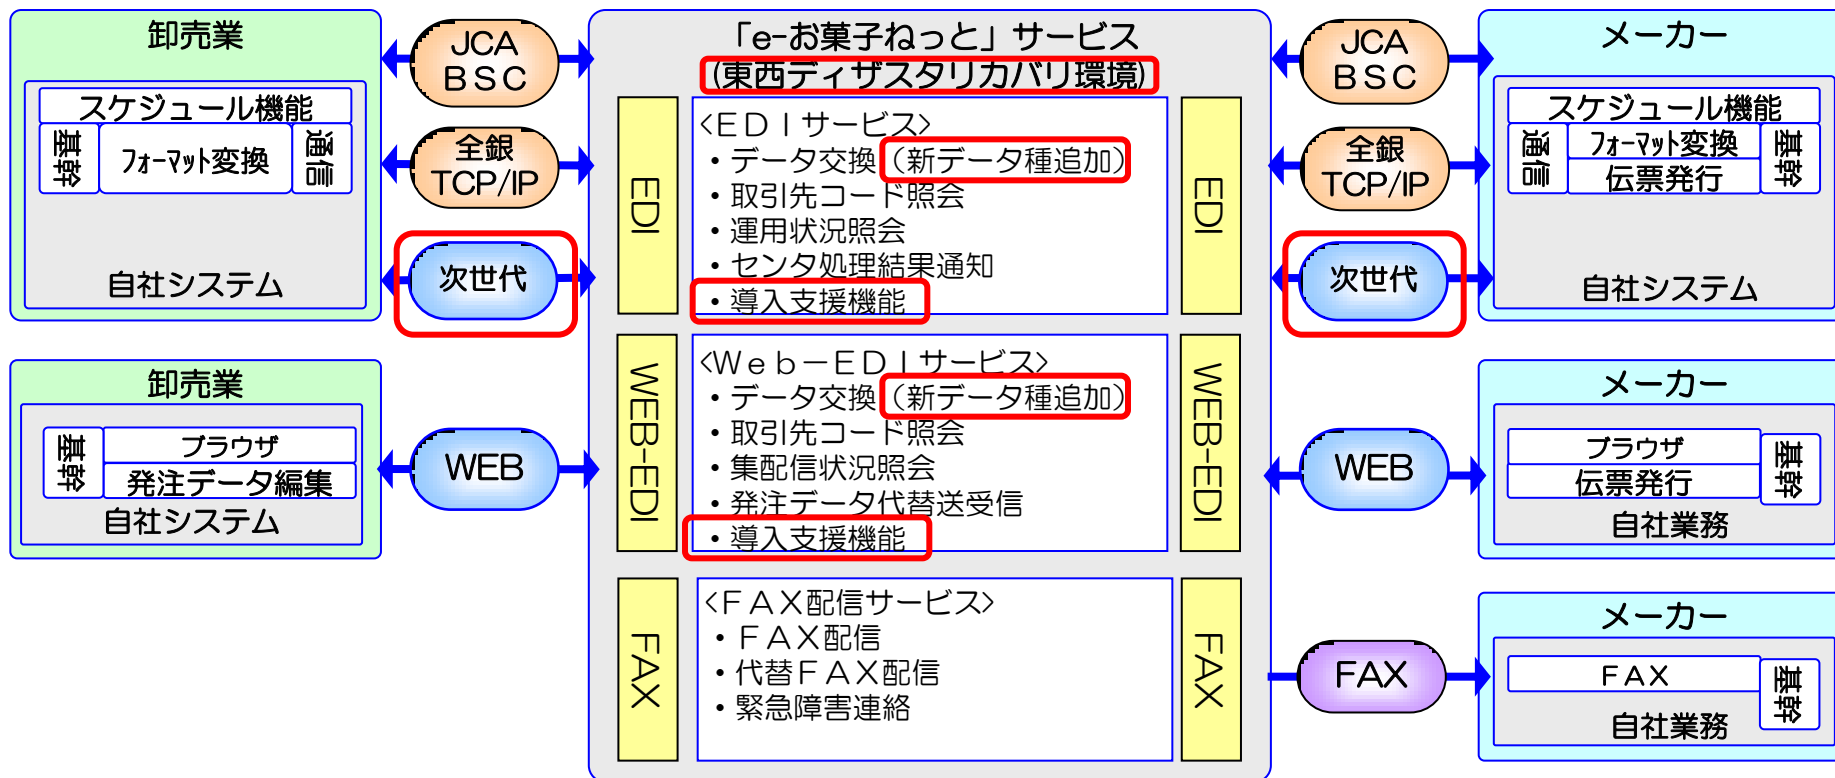 卸売業
スケジュール機能
基幹
フォーマット変換
通信
自社システム
卸売業
基幹
ブラウザ
発注データ編集
自社システム
JCA
BSC
全銀
TCP/IP
次世代
WEB
「e-お菓子ねっと」サービス
(東西ディザスタリカバリ環境)
EDI
<EDIサービス>
・データ交換（新データ種追加）
・取引先コード照会
・運用状況照会
・センタ処理結果通知
・導入支援機能
EDI
WEB-EDI
<Web－EDIサービス>
・データ交換（新データ種追加）
・取引先コード照会
・集配信状況照会
・発注データ代替送受信
・導入支援機能
WEB-EDI
FAX
<FAX配信サービス>
・FAX配信
・代替FAX配信
・緊急障害連絡
FAX
JCA
BSC
全銀
TCP/IP
次世代
WEB
FAX
メーカー
スケジュール機能
通信
フォーマット変換
伝票発行
基幹
自社システム
メーカー
ブラウザ
伝票発行
基幹
自社業務
メーカー
FAX
基幹
自社業務